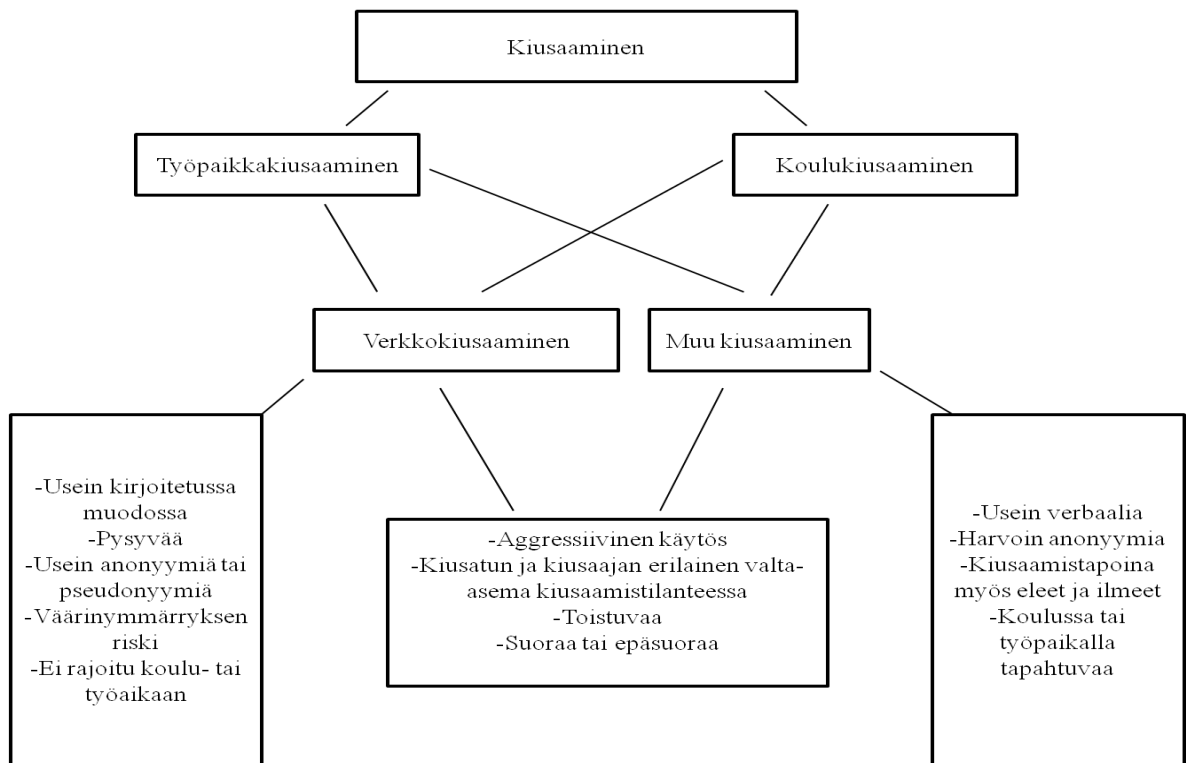 Kiusaaminen
Työpaikkakiusaaminen
Koulukiusaaminen
Verkkokiusaaminen
Muu kiusaaminen
-Usein kirjoitetussa
muodossa
-Pysyvää
-Usein anonyymiä tai
pseudonyymiä
-Väärinymmärryksen
riski
-Ei rajoitu koulu- tai
työaikaan
-Aggressiivinen käytös
-Kiusatun ja kiusaajan erilainen valta-
asema kiusaamistilanteessa
-Toistuvaa
-Suoraa tai epäsuoraa
-Usein verbaalia
-Harvoin anonyymia
-Kiusaamistapoina
myös eleet ja ilmeet
-Koulussa tai
työpaikalla
tapahtuvaa